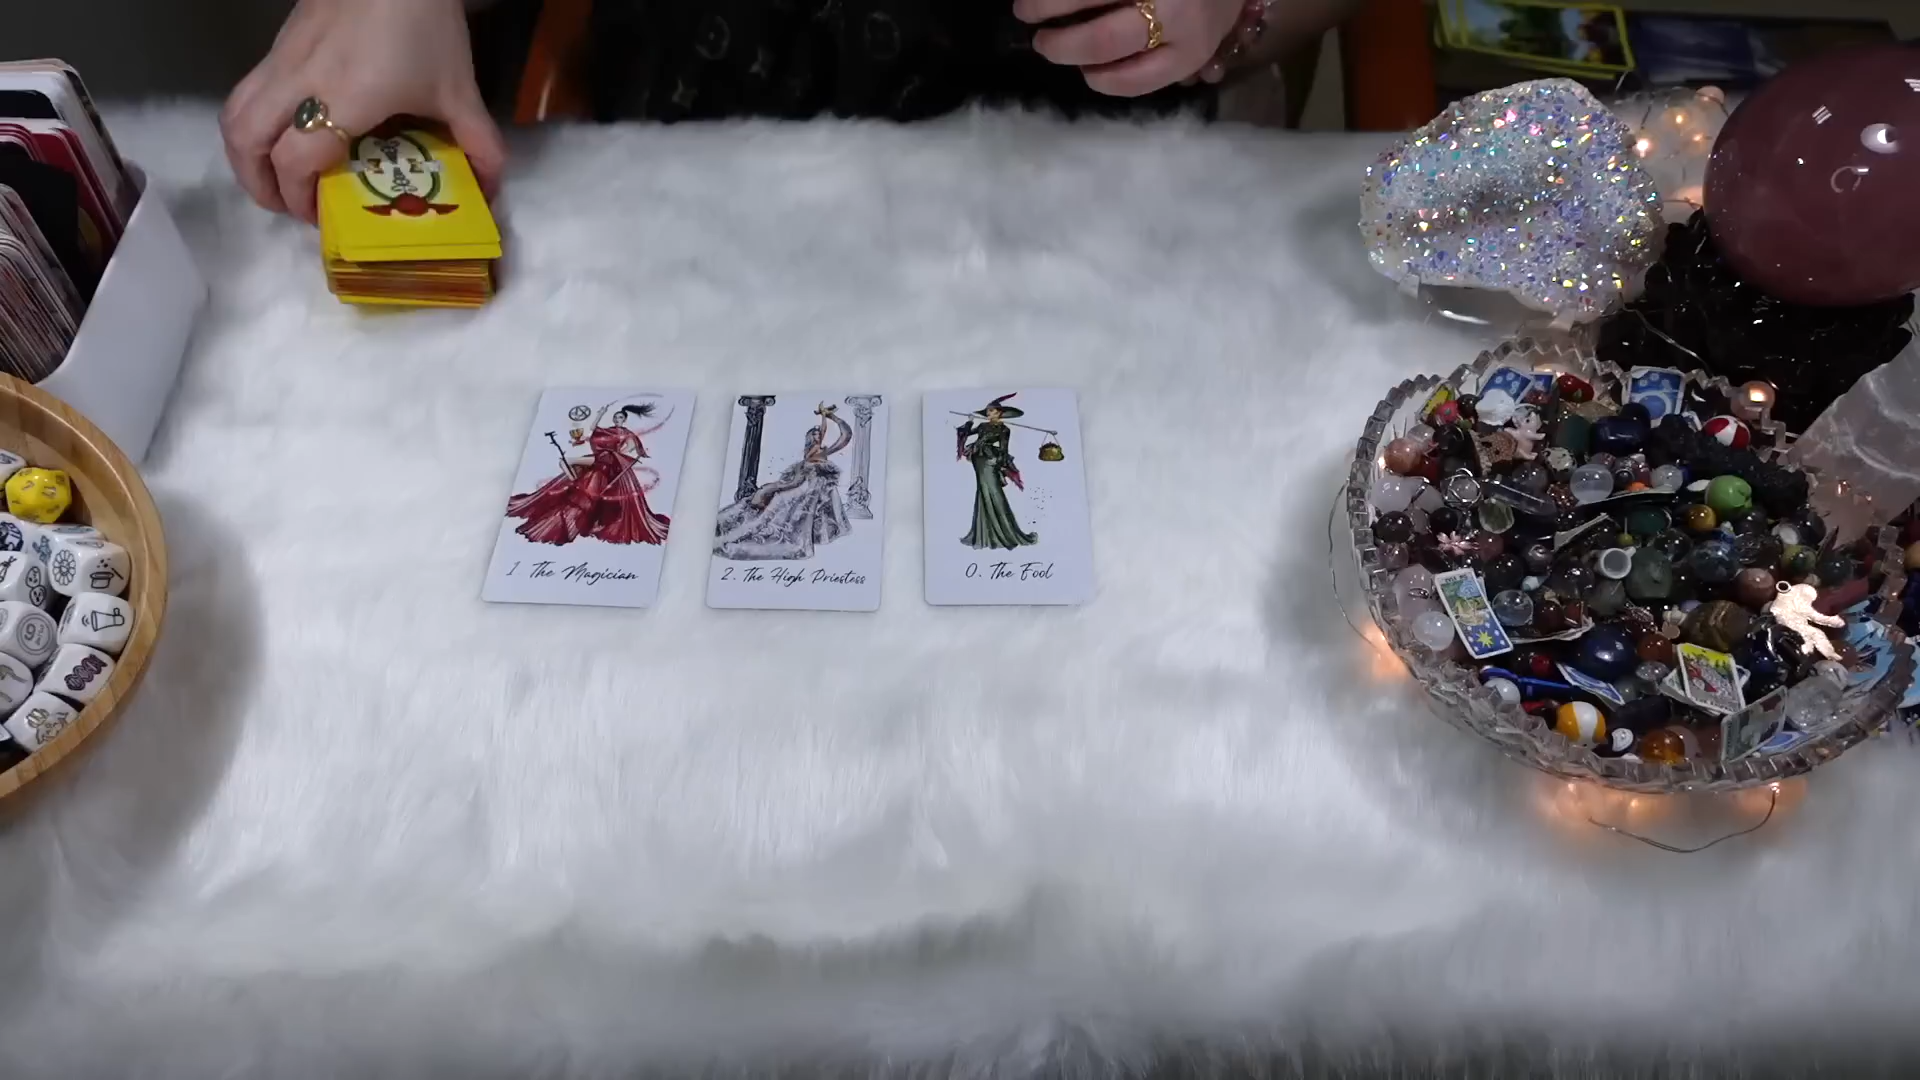 1. The Magician
2. The High Priestess
0. The Fool